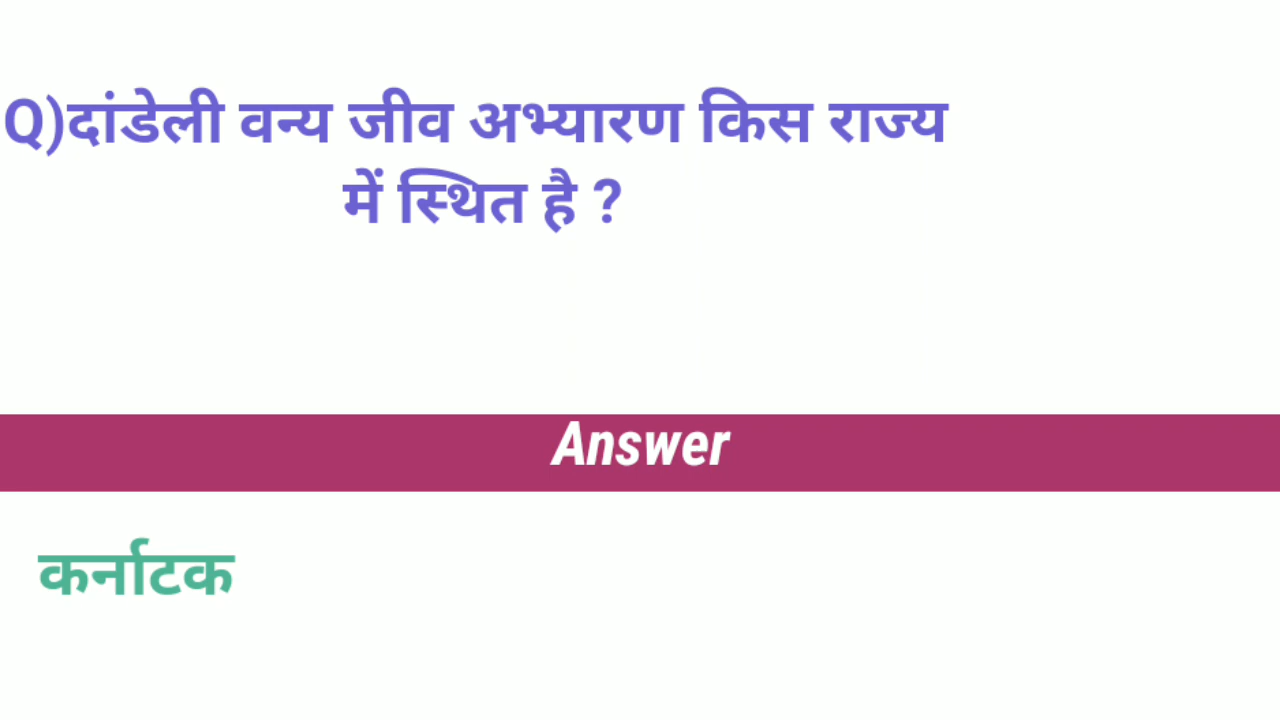 Q)दांडेली वन्य जीव अभ्यारण किस राज्य
में स्थित है ?
Answer
कर्नाटक